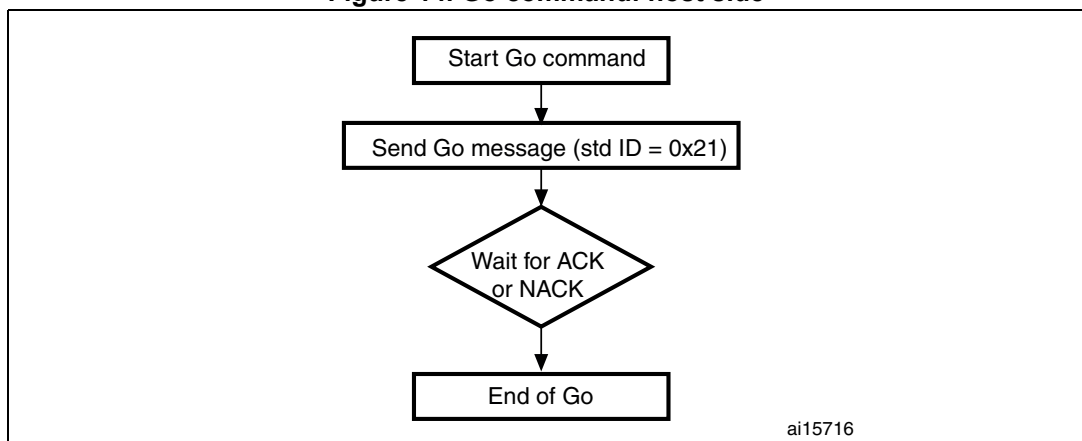 Start Go command
Send Go message (std ID = 0x21)
Wait for ACK
or NACK
End of Go
ai15716